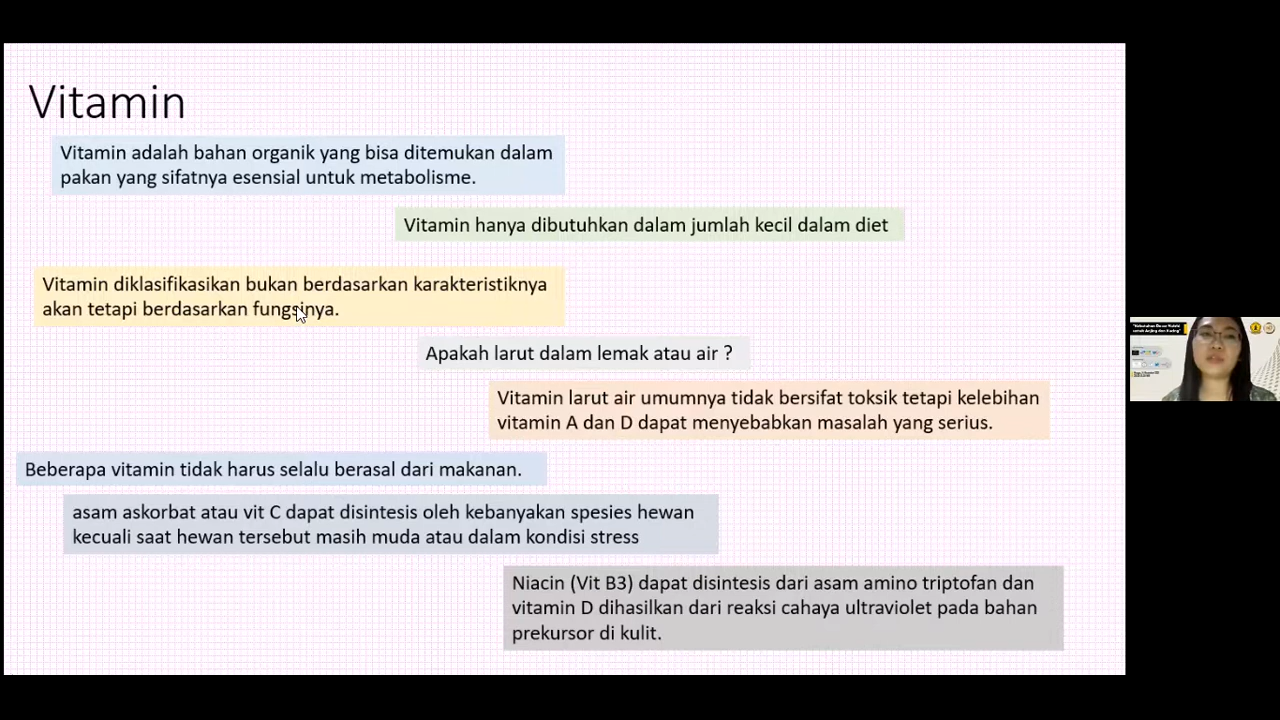 Vitamin
Vitamin adalah bahan organik yang bisa ditemukan dalam
pakan yang sifatnya esensial untuk metabolisme.
Vitamin hanya dibutuhkan dalam jumlah kecil dalam diet
Vitamin diklasifikasikan bukan berdasarkan karakteristiknya
akan tetapi berdasarkan fungsinya.
Apakah larut dalam lemak atau air ?
Vitamin larut air umumnya tidak bersifat toksik tetapi kelebihan
vitamin A dan D dapat menyebabkan masalah yang serius.
Beberapa vitamin tidak harus selalu berasal dari makanan.
asam askorbat atau vit C dapat disintesis oleh kebanyakan spesies hewan
kecuali saat hewan tersebut masih muda atau dalam kondisi stress
Niacin (Vit B3) dapat disintesis dari asam amino triptofan dan
vitamin D dihasilkan dari reaksi cahaya ultraviolet pada bahan
prekursor di kulit.